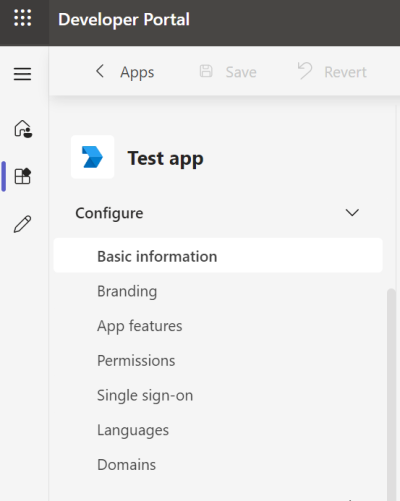 Developer Portal
Apps Save Revert
Test app
Configure
Basic information
Branding
App features
Permissions
Single sign-on
Languages
Domains